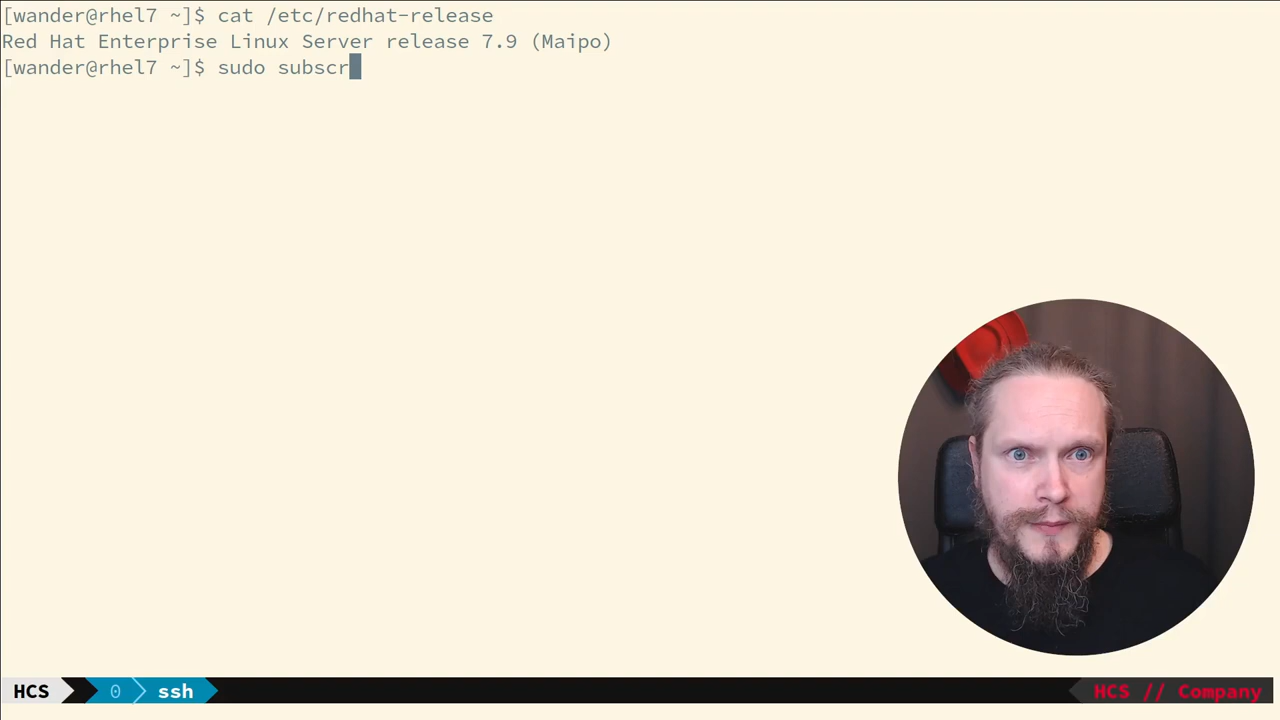 [wander@rhel7 ~]$ cat /etc/redhat-release
Red Hat Enterprise Linux Server release 7.9 (Maipo)
[wander@rhel7 ~]$ sudo subscr
HCS 0 ssh HCS // Company